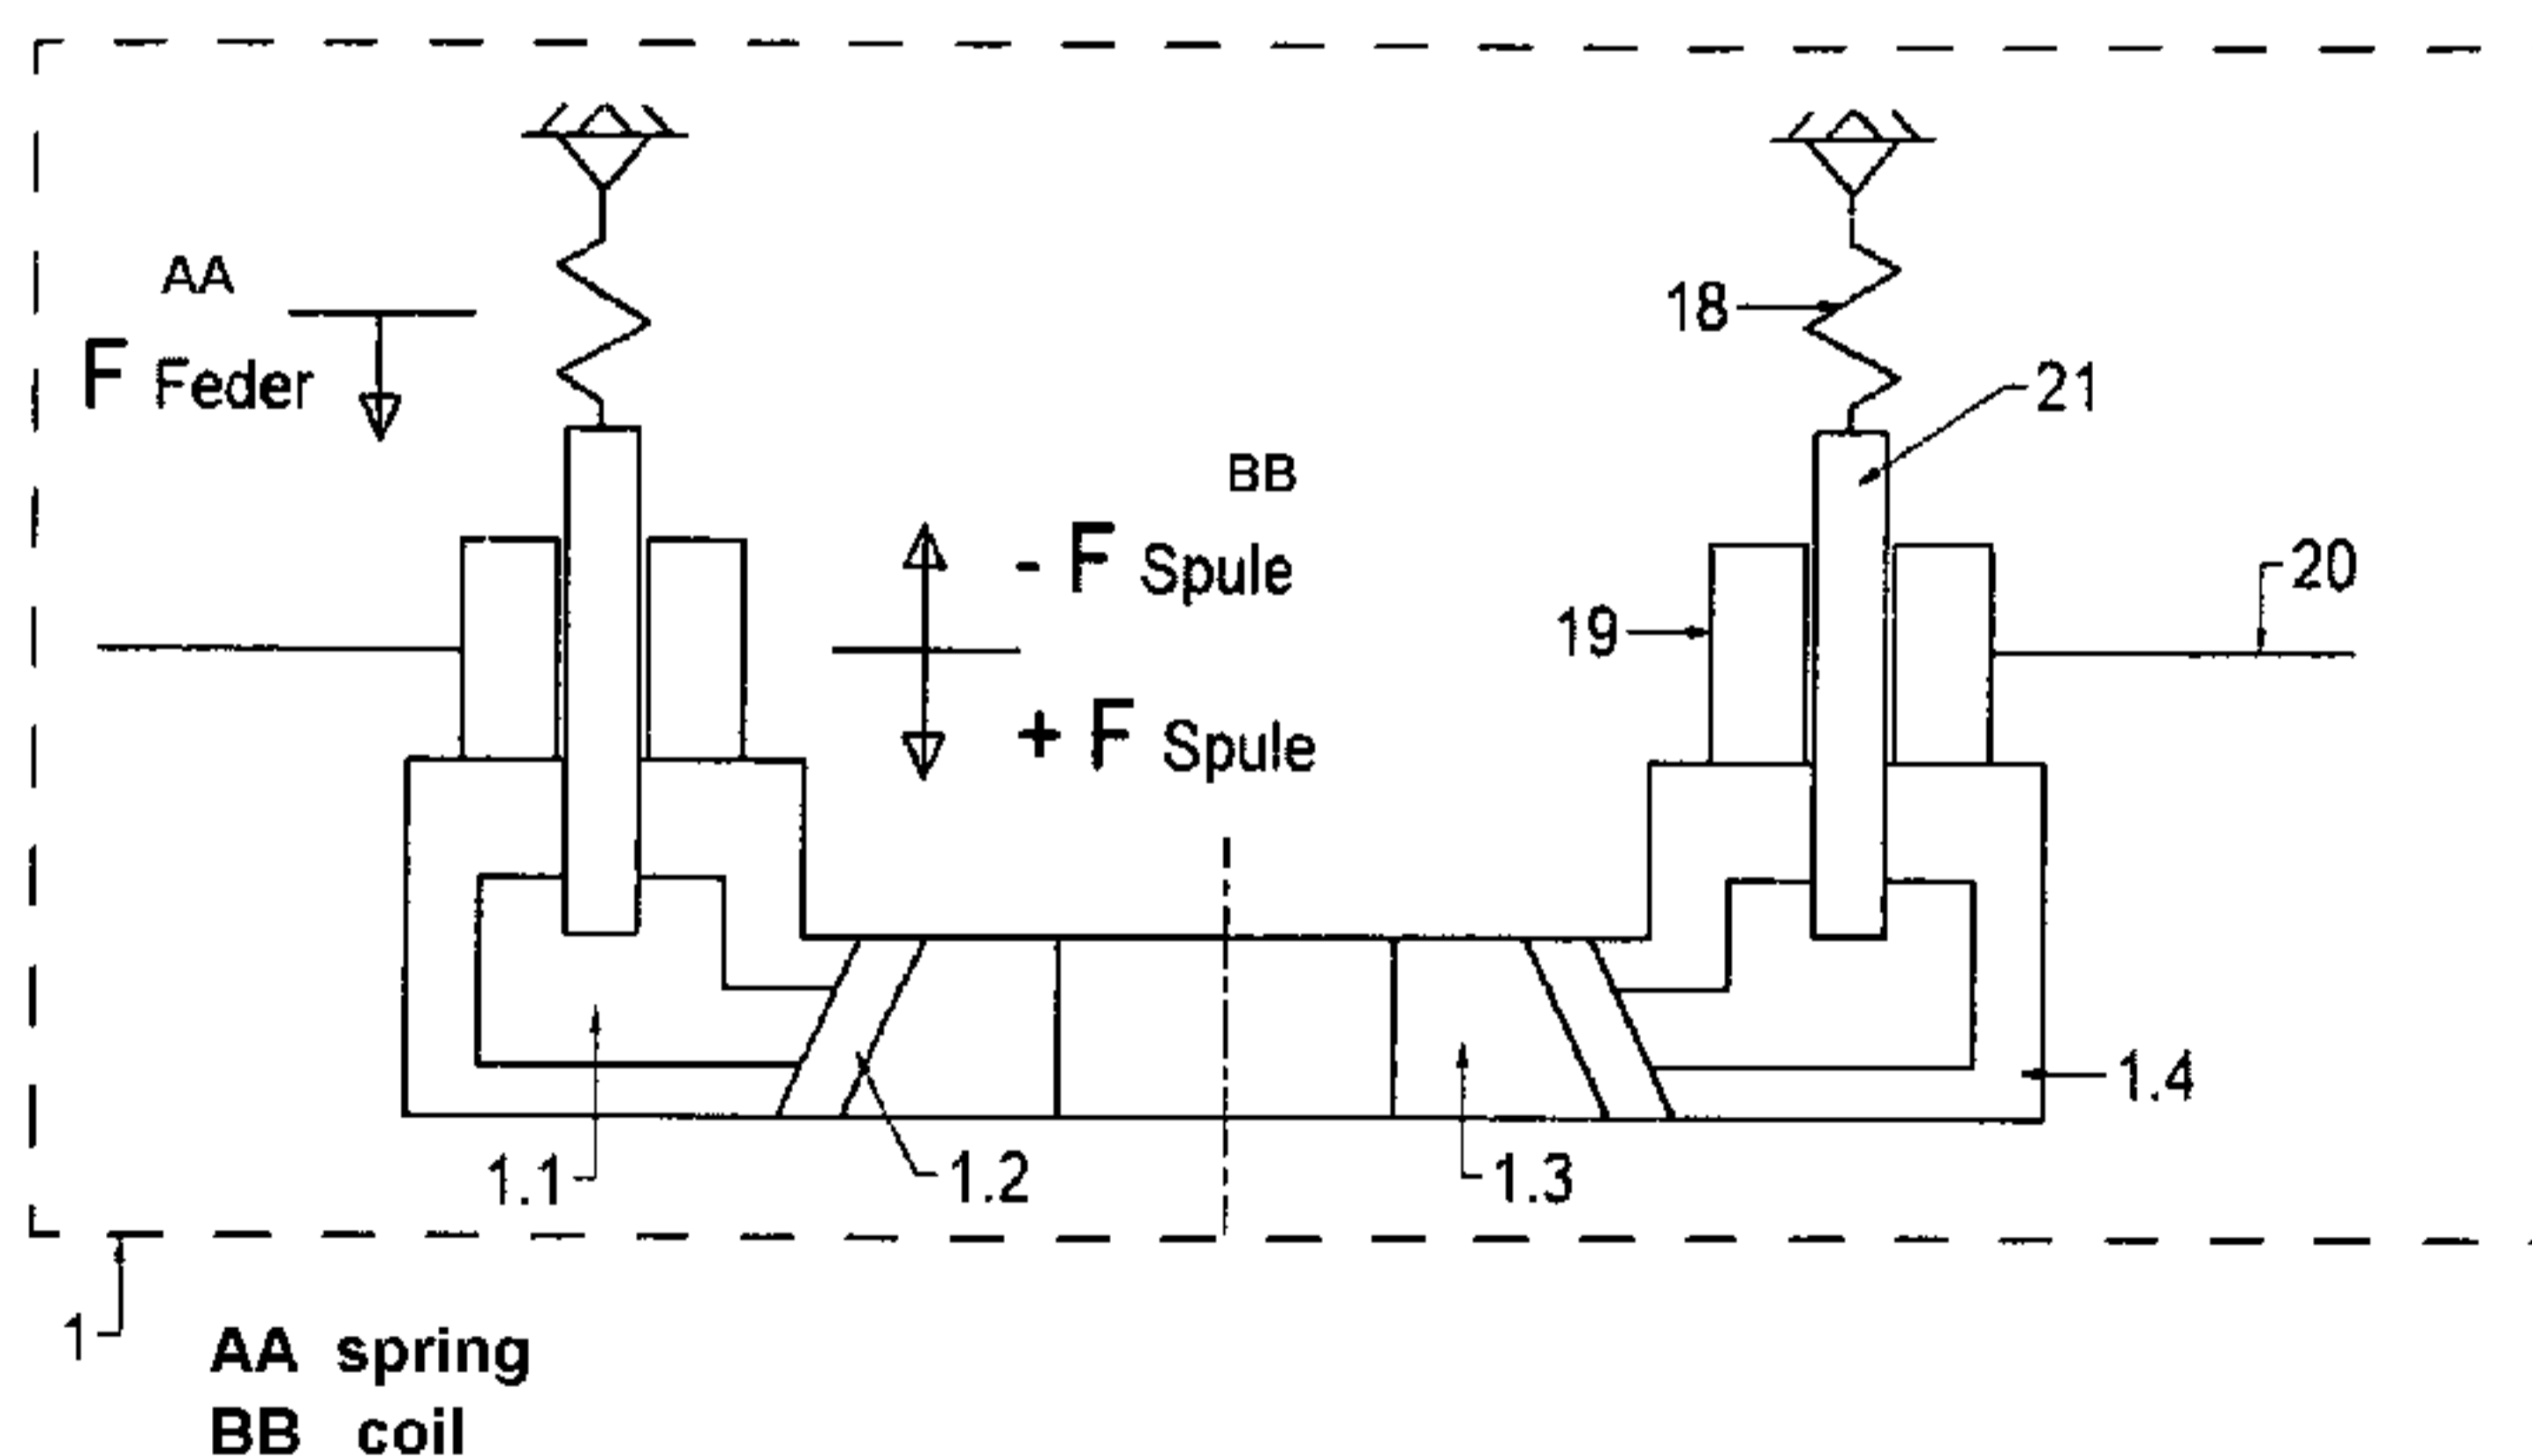 AA
F Feder
18
21
BB
- F Spule
19
20
+ F Spule
1.4
1.1
1.2
1.3
1
AA spring
BB coil